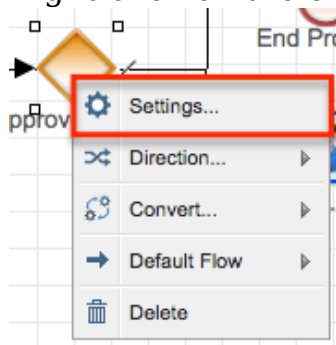 End Pro
pprov
Settings...
Direction...
Convert...
Default Flow
Delete